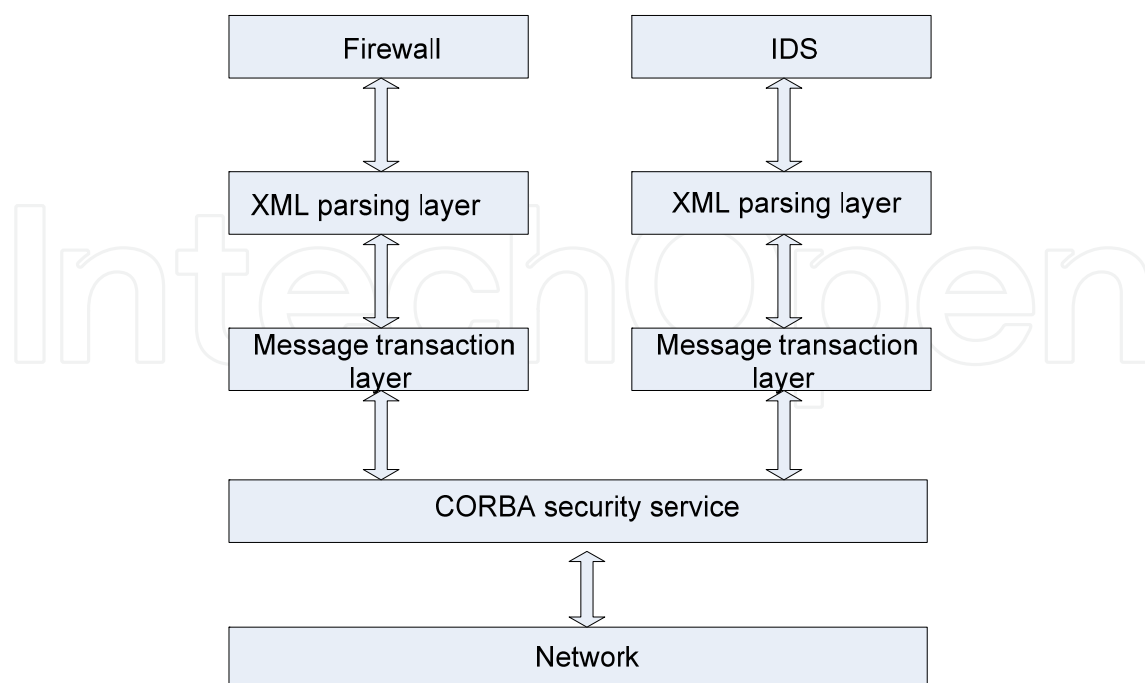 Firewall
IDS
XML parsing layer
XML parsing layer
Message transaction
layer
Message transaction
layer
CORBA security service
Network
IntechOpen